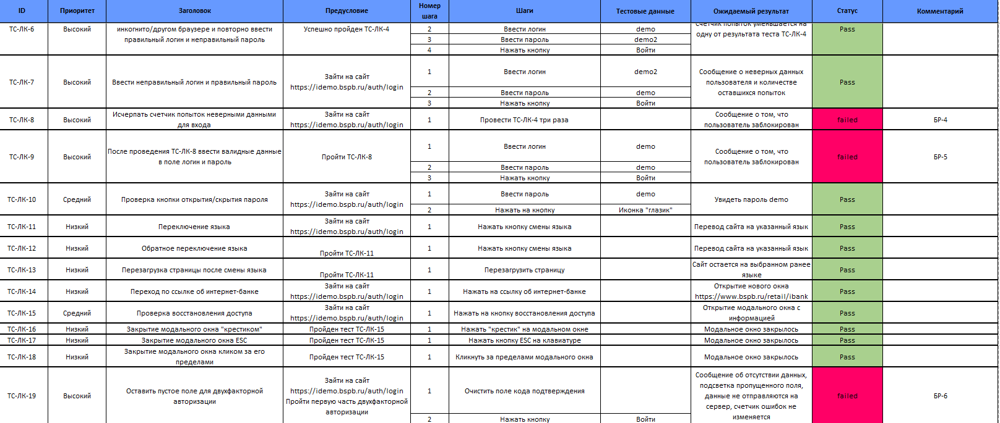 ID Приоритет Заголовок Предусловие Номер шага Шаги Тестовые данные Ожидаемый результат Статус Комментарий
ТС-ЛК-6 Высокий инкогнито/другом браузере и повторно ввести правильный логин и неправильный пароль Успешно пройден ТС-ЛК-4 2 Ввести логин demo Счетчик попыток уменьшается на одну от результата теста ТС-ЛК-4 Pass
3 Ввести пароль demo2
4 Нажать кнопку Войти
ТС-ЛК-7 Высокий Ввести неправильный логин и правильный пароль Зайти на сайт https://idemo.bspb.ru/auth/login 1 Ввести логин demo2 Сообщение о неверных данных пользователя и количестве оставшихся попыток Pass
2 Ввести пароль demo
3 Нажать кнопку Войти
ТС-ЛК-8 Высокий Исчерпать счетчик попыток неверными данными для входа Зайти на сайт https://idemo.bspb.ru/auth/login 1 Провести ТС-ЛК-4 три раза Сообщение о том, что пользователь заблокирован failed БР-4
ТС-ЛК-9 Высокий После проведения ТС-ЛК-8 ввести валидные данные в поле логин и пароль Пройти ТС-ЛК-8 1 Ввести логин demo Сообщение о том, что пользователь заблокирован failed БР-5
2 Ввести пароль demo
3 Нажать кнопку Войти
ТС-ЛК-10 Средний Проверка кнопки открытия/скрытия пароля Зайти на сайт https://idemo.bspb.ru/auth/login 1 Ввести пароль demo Увидеть пароль demo Pass
2 Нажать на кнопку Иконка "глазик"
ТС-ЛК-11 Низкий Переключение языка Зайти на сайт https://idemo.bspb.ru/auth/login 1 Нажать кнопку смены языка Перевод сайта на указанный язык Pass
ТС-ЛК-12 Низкий Обратное переключение языка Пройти ТС-ЛК-11 1 Нажать кнопку смены языка Перевод сайта на указанный язык Pass
ТС-ЛК-13 Низкий Перезагрузка страницы после смены языка Пройти ТС-ЛК-11 1 Перезагрузить страницу Сайт остается на выбранном ранее языке Pass
ТС-ЛК-14 Низкий Переход по ссылке об интернет-банке Зайти на сайт https://idemo.bspb.ru/auth/login 1 Нажать на ссылку об интернет-банке Открытие нового окна https://www.bspb.ru/retail/ibank Pass
ТС-ЛК-15 Средний Проверка восстановления доступа Зайти на сайт https://idemo.bspb.ru/auth/login 1 Нажать на кнопку восстановления доступа Открытие модального окна с информацией Pass
ТС-ЛК-16 Низкий Закрытие модального окна "крестиком" Пройден тест ТС-ЛК-15 1 Нажать "крестик" на модальном окне Модальное окно закрылось Pass
ТС-ЛК-17 Низкий Закрытие модального окна ESC Пройден тест ТС-ЛК-15 1 Нажать кнопку ESC на клавиатуре Модальное окно закрылось Pass
ТС-ЛК-18 Низкий Закрытие модального окна кликом за его пределами Пройден тест ТС-ЛК-15 1 Кликнуть за пределами модального окна Модальное окно закрылось Pass
ТС-ЛК-19 Высокий Оставить пустое поле для двухфакторной авторизации Зайти на сайт https://idemo.bspb.ru/auth/login Пройти первую часть двухфакторной авторизации 1 Очистить поле кода подтверждения Сообщение об отсутствии данных, подсветка пропущенного поля, данные не отправляются на сервер, счетчик ошибок не изменяется failed БР-6
2 Нажать кнопку Войти